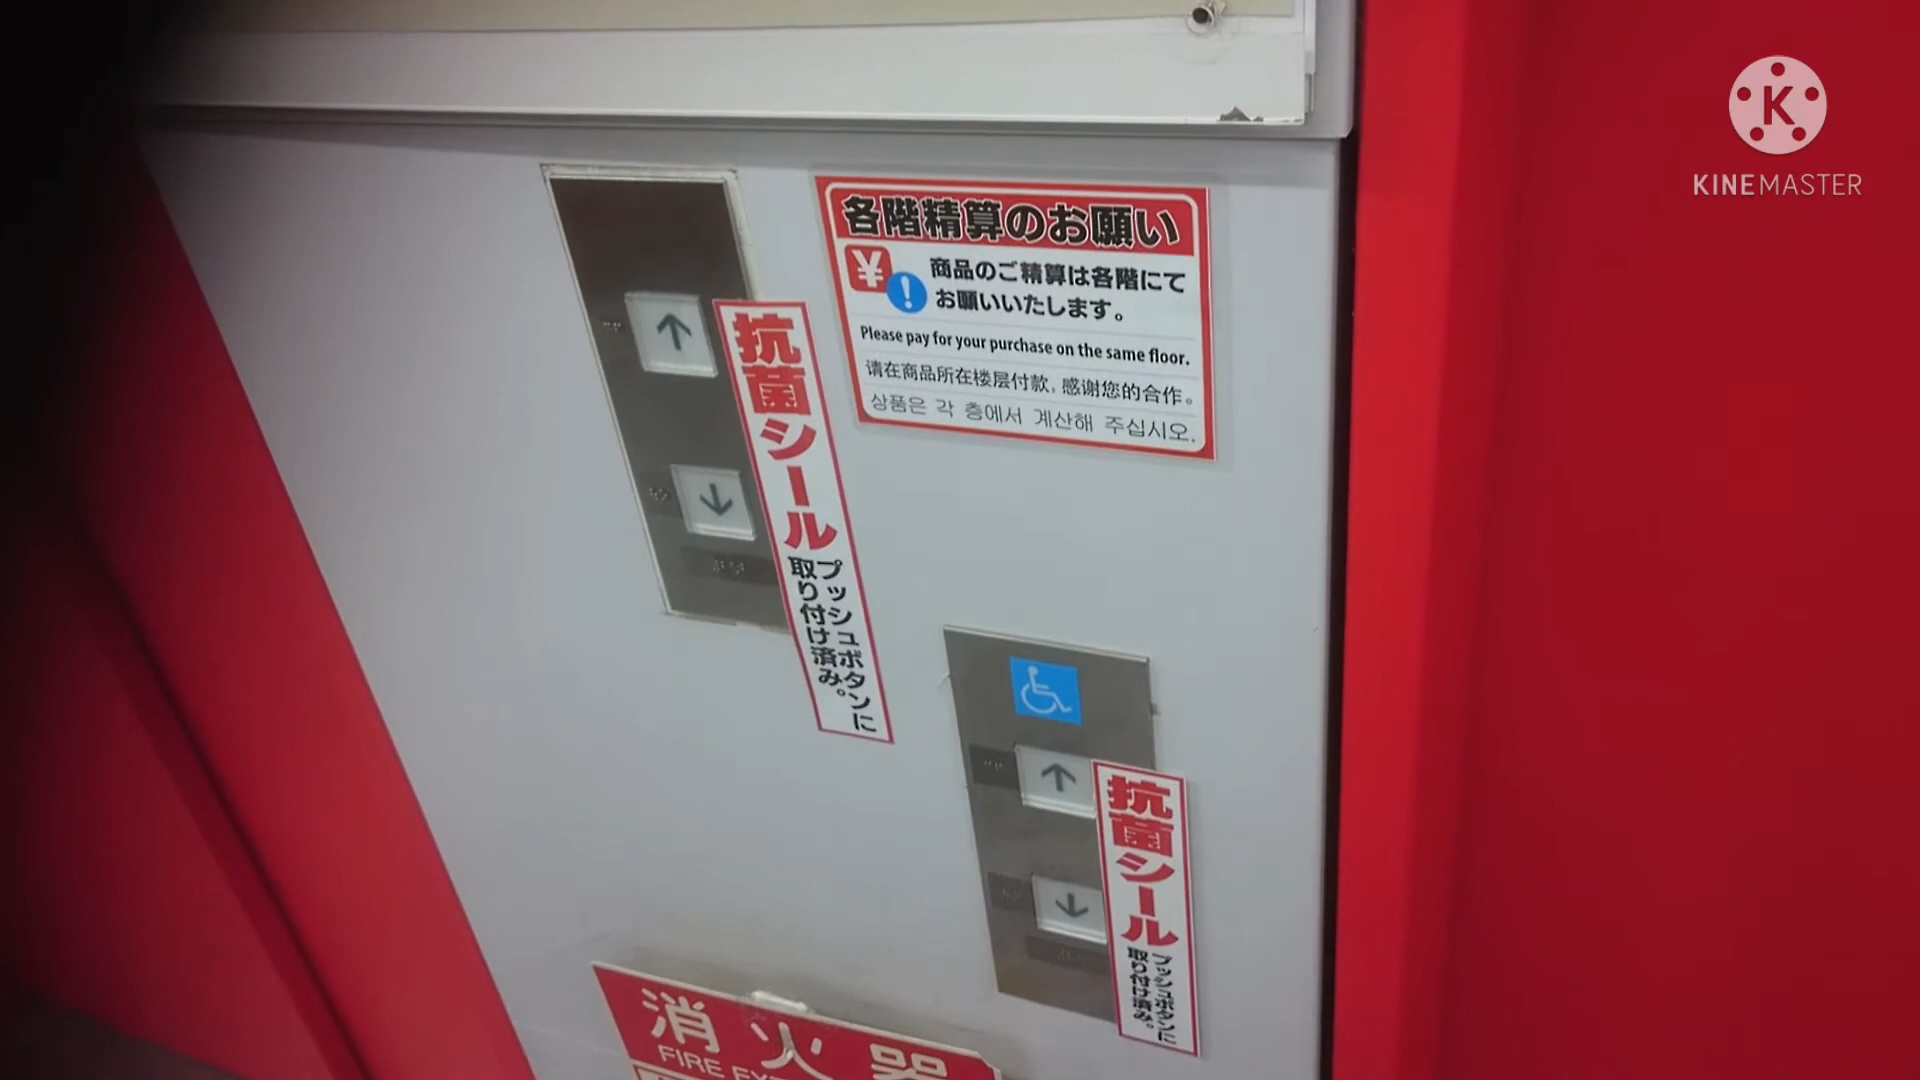 KINEMASTER
各階精算のお願い
¥
!
商品のご精算は各階にて
お願いいたします。
Please pay for your purchase on the same floor.
请在商品所在楼层付款,感谢您的合作。
상품은 각 층에서 계산해 주십시오.
抗菌シール
プッシュボタンに
取り付け済み。
抗菌シール
プッシュボタンに
取り付け済み。
消火器
FIRE